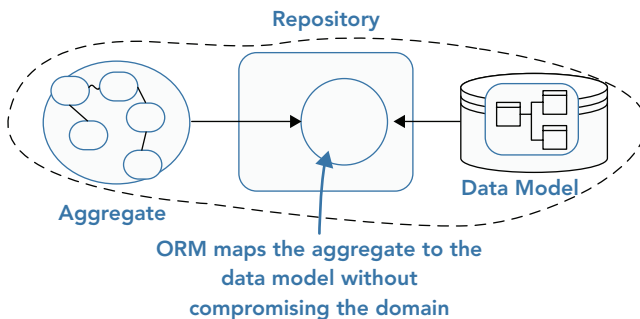 Repository
Aggregate
Data Model
ORM maps the aggregate to the
data model without
compromising the domain